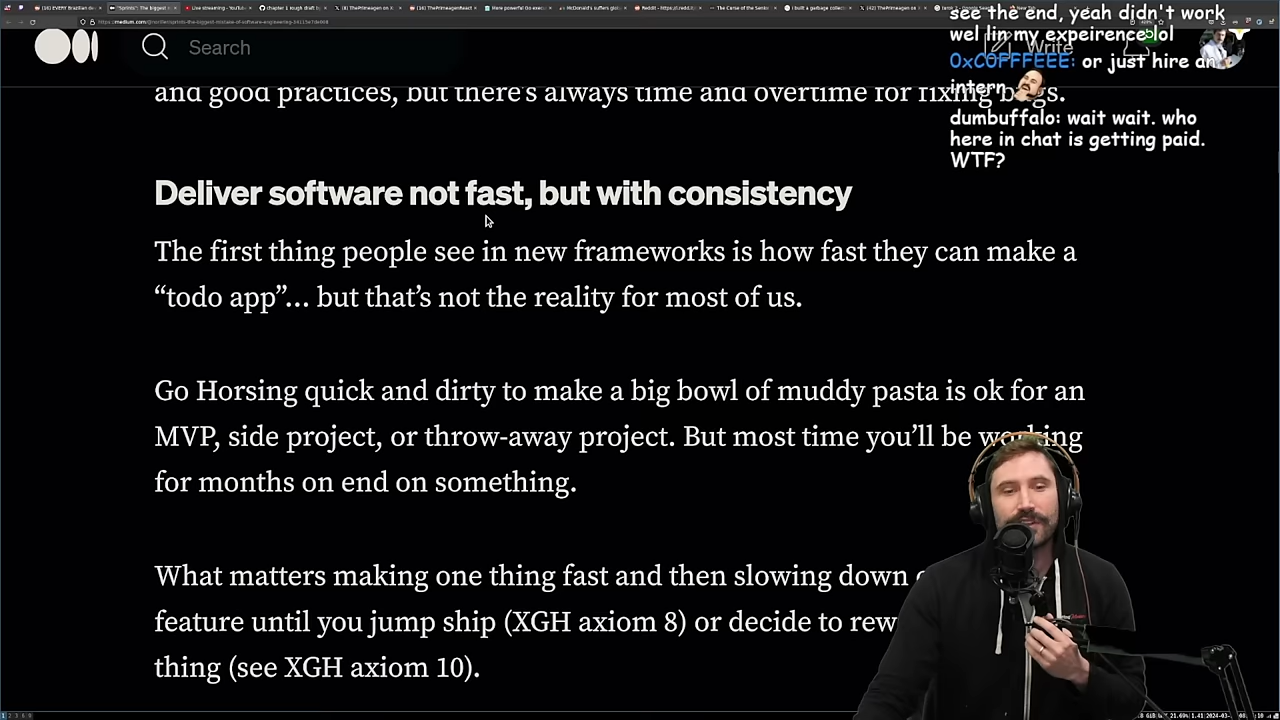 Search
Write
and good practices, but there's always time and overtime for fixing bugs.
Deliver software not fast, but with consistency
The first thing people see in new frameworks is how fast they can make a
“todo app”… but that’s not the reality for most of us.
Go Horsing quick and dirty to make a big bowl of muddy pasta is ok for an
MVP, side project, or throw-away project. But most time you’ll be working
for months on end on something.
What matters making one thing fast and then slowing down
feature until you jump ship (XGH axiom 8) or decide to rew
thing (see XGH axiom 10).
see the end, yeah didn't work
wel lin my expeirence lol
0xC0FFFEEE: or just hire an
intern
dumbuffalo: wait wait. who
here in chat is getting paid.
WTF?